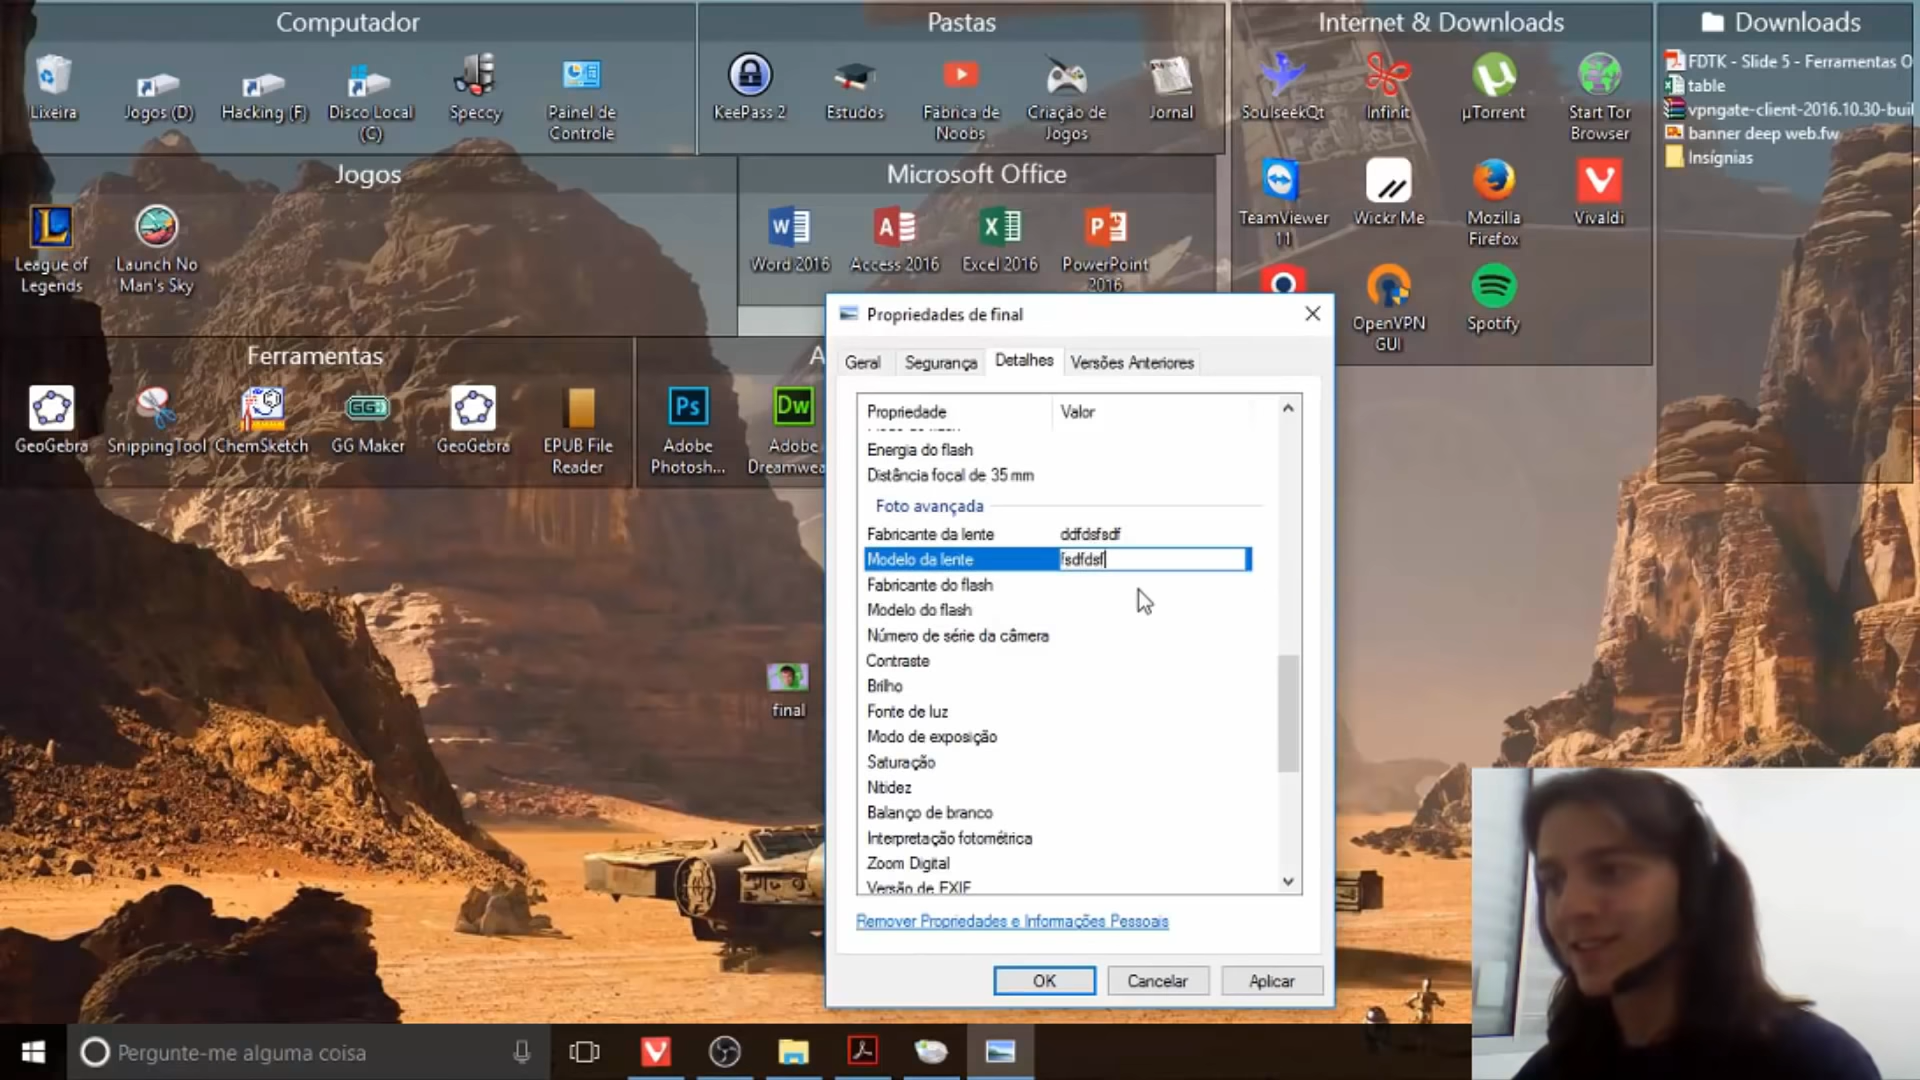 Computador
Lixeira
Jogos (D)
Hacking (F)
Disco Local
(C)
Speccy
Painel de
Controle
Pastas
KeePass 2
Estudos
Fábrica de
Noobs
Criação de
Jogos
Jornal
Internet & Downloads
SoulseekQt
Infinit
µTorrent
Start Tor
Browser
TeamViewer
11
Wickr Me
Mozilla
Firefox
Vivaldi
OpenVPN
GUI
Spotify
Downloads
FDTK - Slide 5 - Ferramentas O
table
vpngate-client-2016.10.30-buil
banner deep web.fw
Insígnias
Jogos
League of
Legends
Launch No
Man's Sky
Microsoft Office
Word 2016
Access 2016
Excel 2016
PowerPoint
2016
Ferramentas
GeoGebra
SnippingTool
ChemSketch
GG Maker
GeoGebra
EPUB File
Reader
A
Ps
Adobe
Photosh...
Dw
Adobe
Dreamwea
final
Propriedades de final
Geral
Segurança
Detalhes
Versões Anteriores
Propriedade Valor
Energia do flash
Distância focal de 35 mm
Foto avançada
Fabricante da lente ddfdsfsdf
Modelo da lente fsdfdsf
Fabricante do flash
Modelo do flash
Número de série da câmera
Contraste
Brilho
Fonte de luz
Modo de exposição
Saturação
Nitidez
Balanço de branco
Interpretação fotométrica
Zoom Digital
Versão de EXIF
Remover Propriedades e Informações Pessoais
OK
Cancelar
Aplicar
Pergunte-me alguma coisa